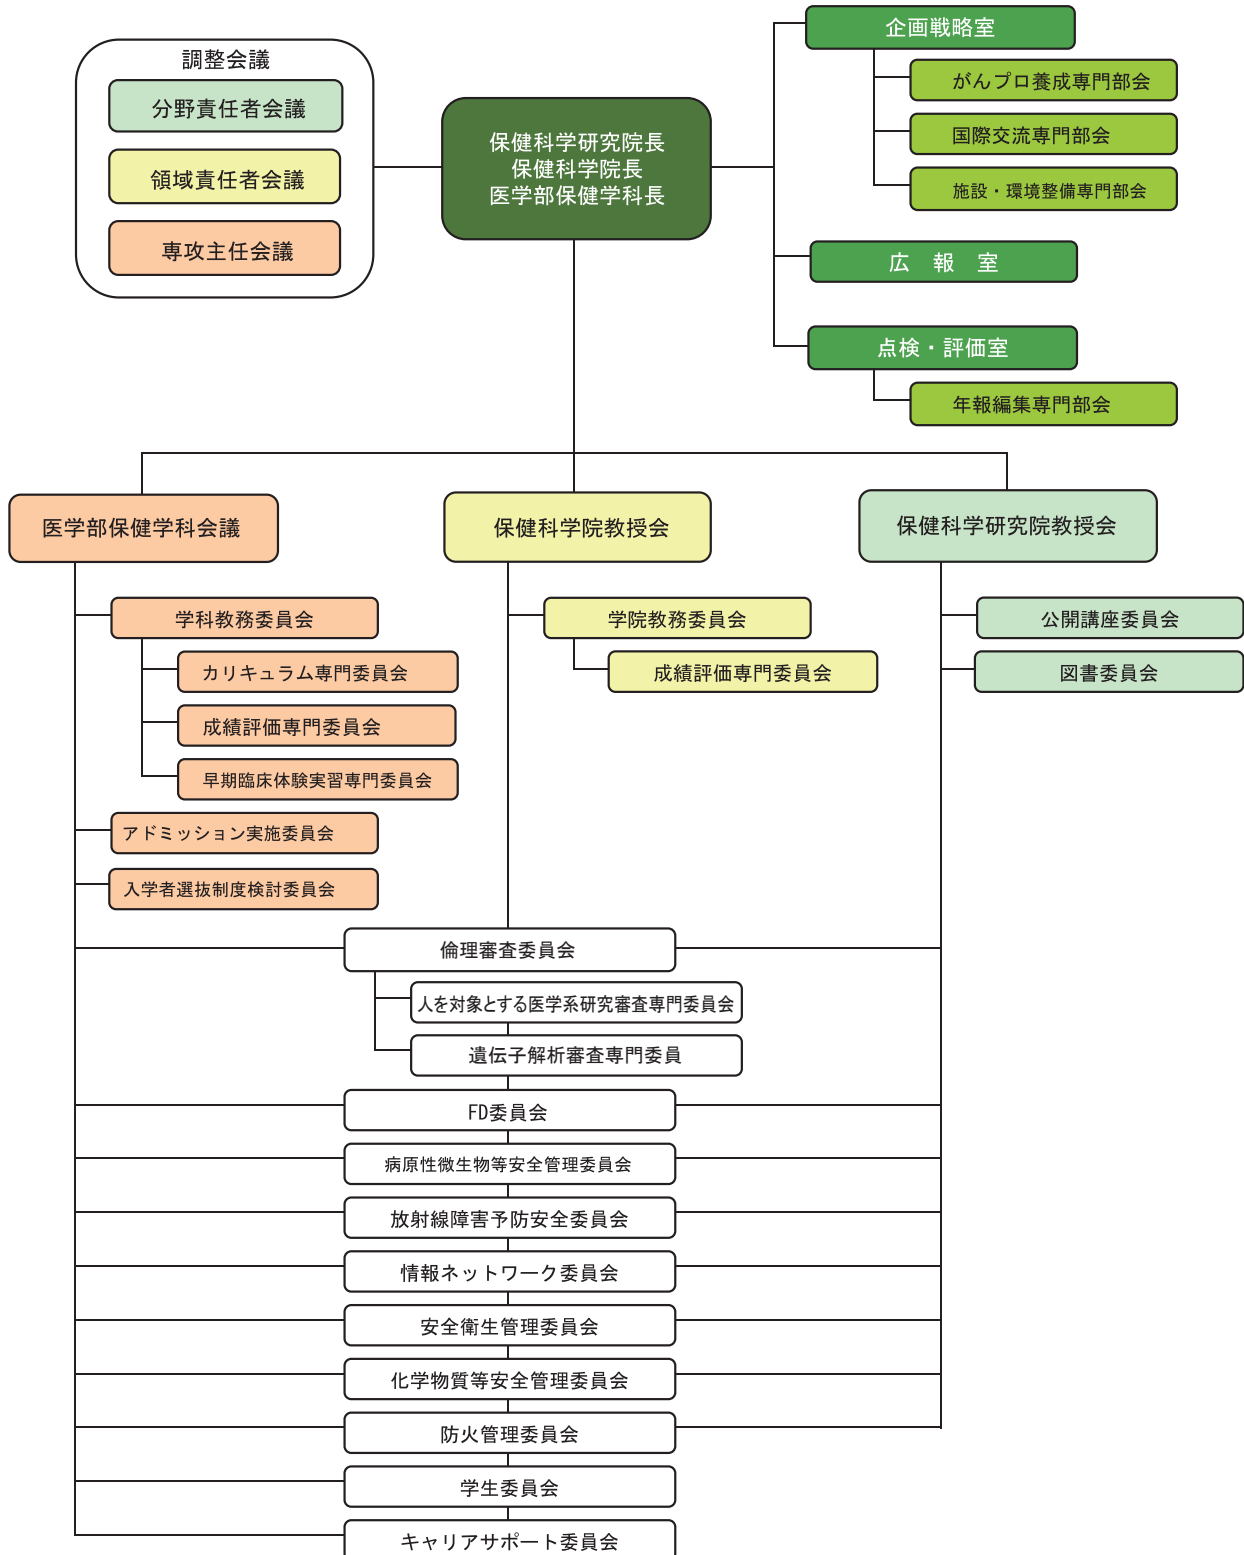 調整会議
分野責任者会議
領域責任者会議
専攻主任会議
保健科学研究院長
保健科学院長
医学部保健学科長
企画戦略室
がんプロ養成専門部会
国際交流専門部会
施設・環境整備専門部会
広　報　室
点検・評価室
年報編集専門部会
医学部保健学科会議
保健科学院教授会
保健科学研究院教授会
学科教務委員会
カリキュラム専門委員会
成績評価専門委員会
早期臨床体験実習専門委員会
アドミッション実施委員会
入学者選抜制度検討委員会
学院教務委員会
成績評価専門委員会
公開講座委員会
図書委員会
倫理審査委員会
人を対象とする医学系研究審査専門委員会
遺伝子解析審査専門委員
FD委員会
病原性微生物等安全管理委員会
放射線障害予防安全委員会
情報ネットワーク委員会
安全衛生管理委員会
化学物質等安全管理委員会
防火管理委員会
学生委員会
キャリアサポート委員会